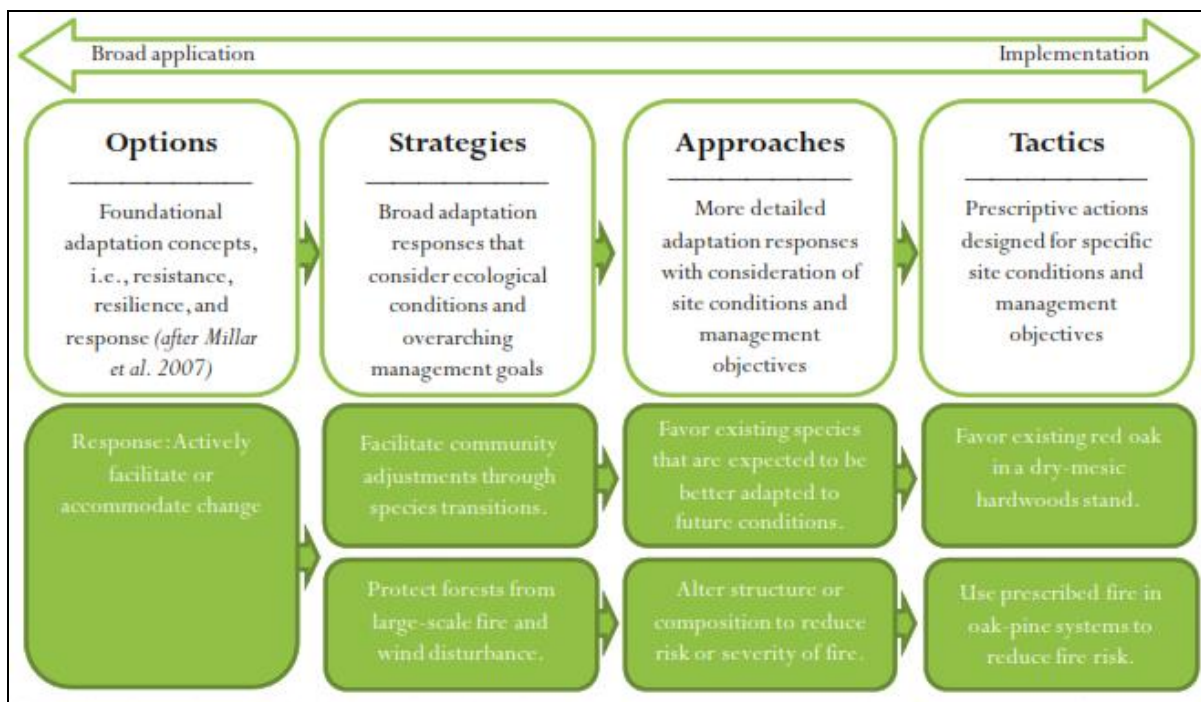 Broad application
Implementation
Options
Foundational
adaptation concepts,
i.e., resistance,
resilience, and
response (after Millar
et al. 2007)
Strategies
Broad adaptation
responses that
consider ecological
conditions and
overarching
management goals
Approaches
More detailed
adaptation responses
with consideration of
site conditions and
management
objectives
Tactics
Prescriptive actions
designed for specific
site conditions and
management
objectives
Response: Actively
facilitate or
accommodate change
Facilitate community
adjustments through
species transitions.
Favor existing species
that are expected to be
better adapted to
future conditions.
Favor existing red oak
in a dry-mesic
hardwoods stand.
Protect forests from
large-scale fire and
wind disturbance.
Alter structure or
composition to reduce
risk or severity of fire.
Use prescribed fire in
oak-pine systems to
reduce fire risk.